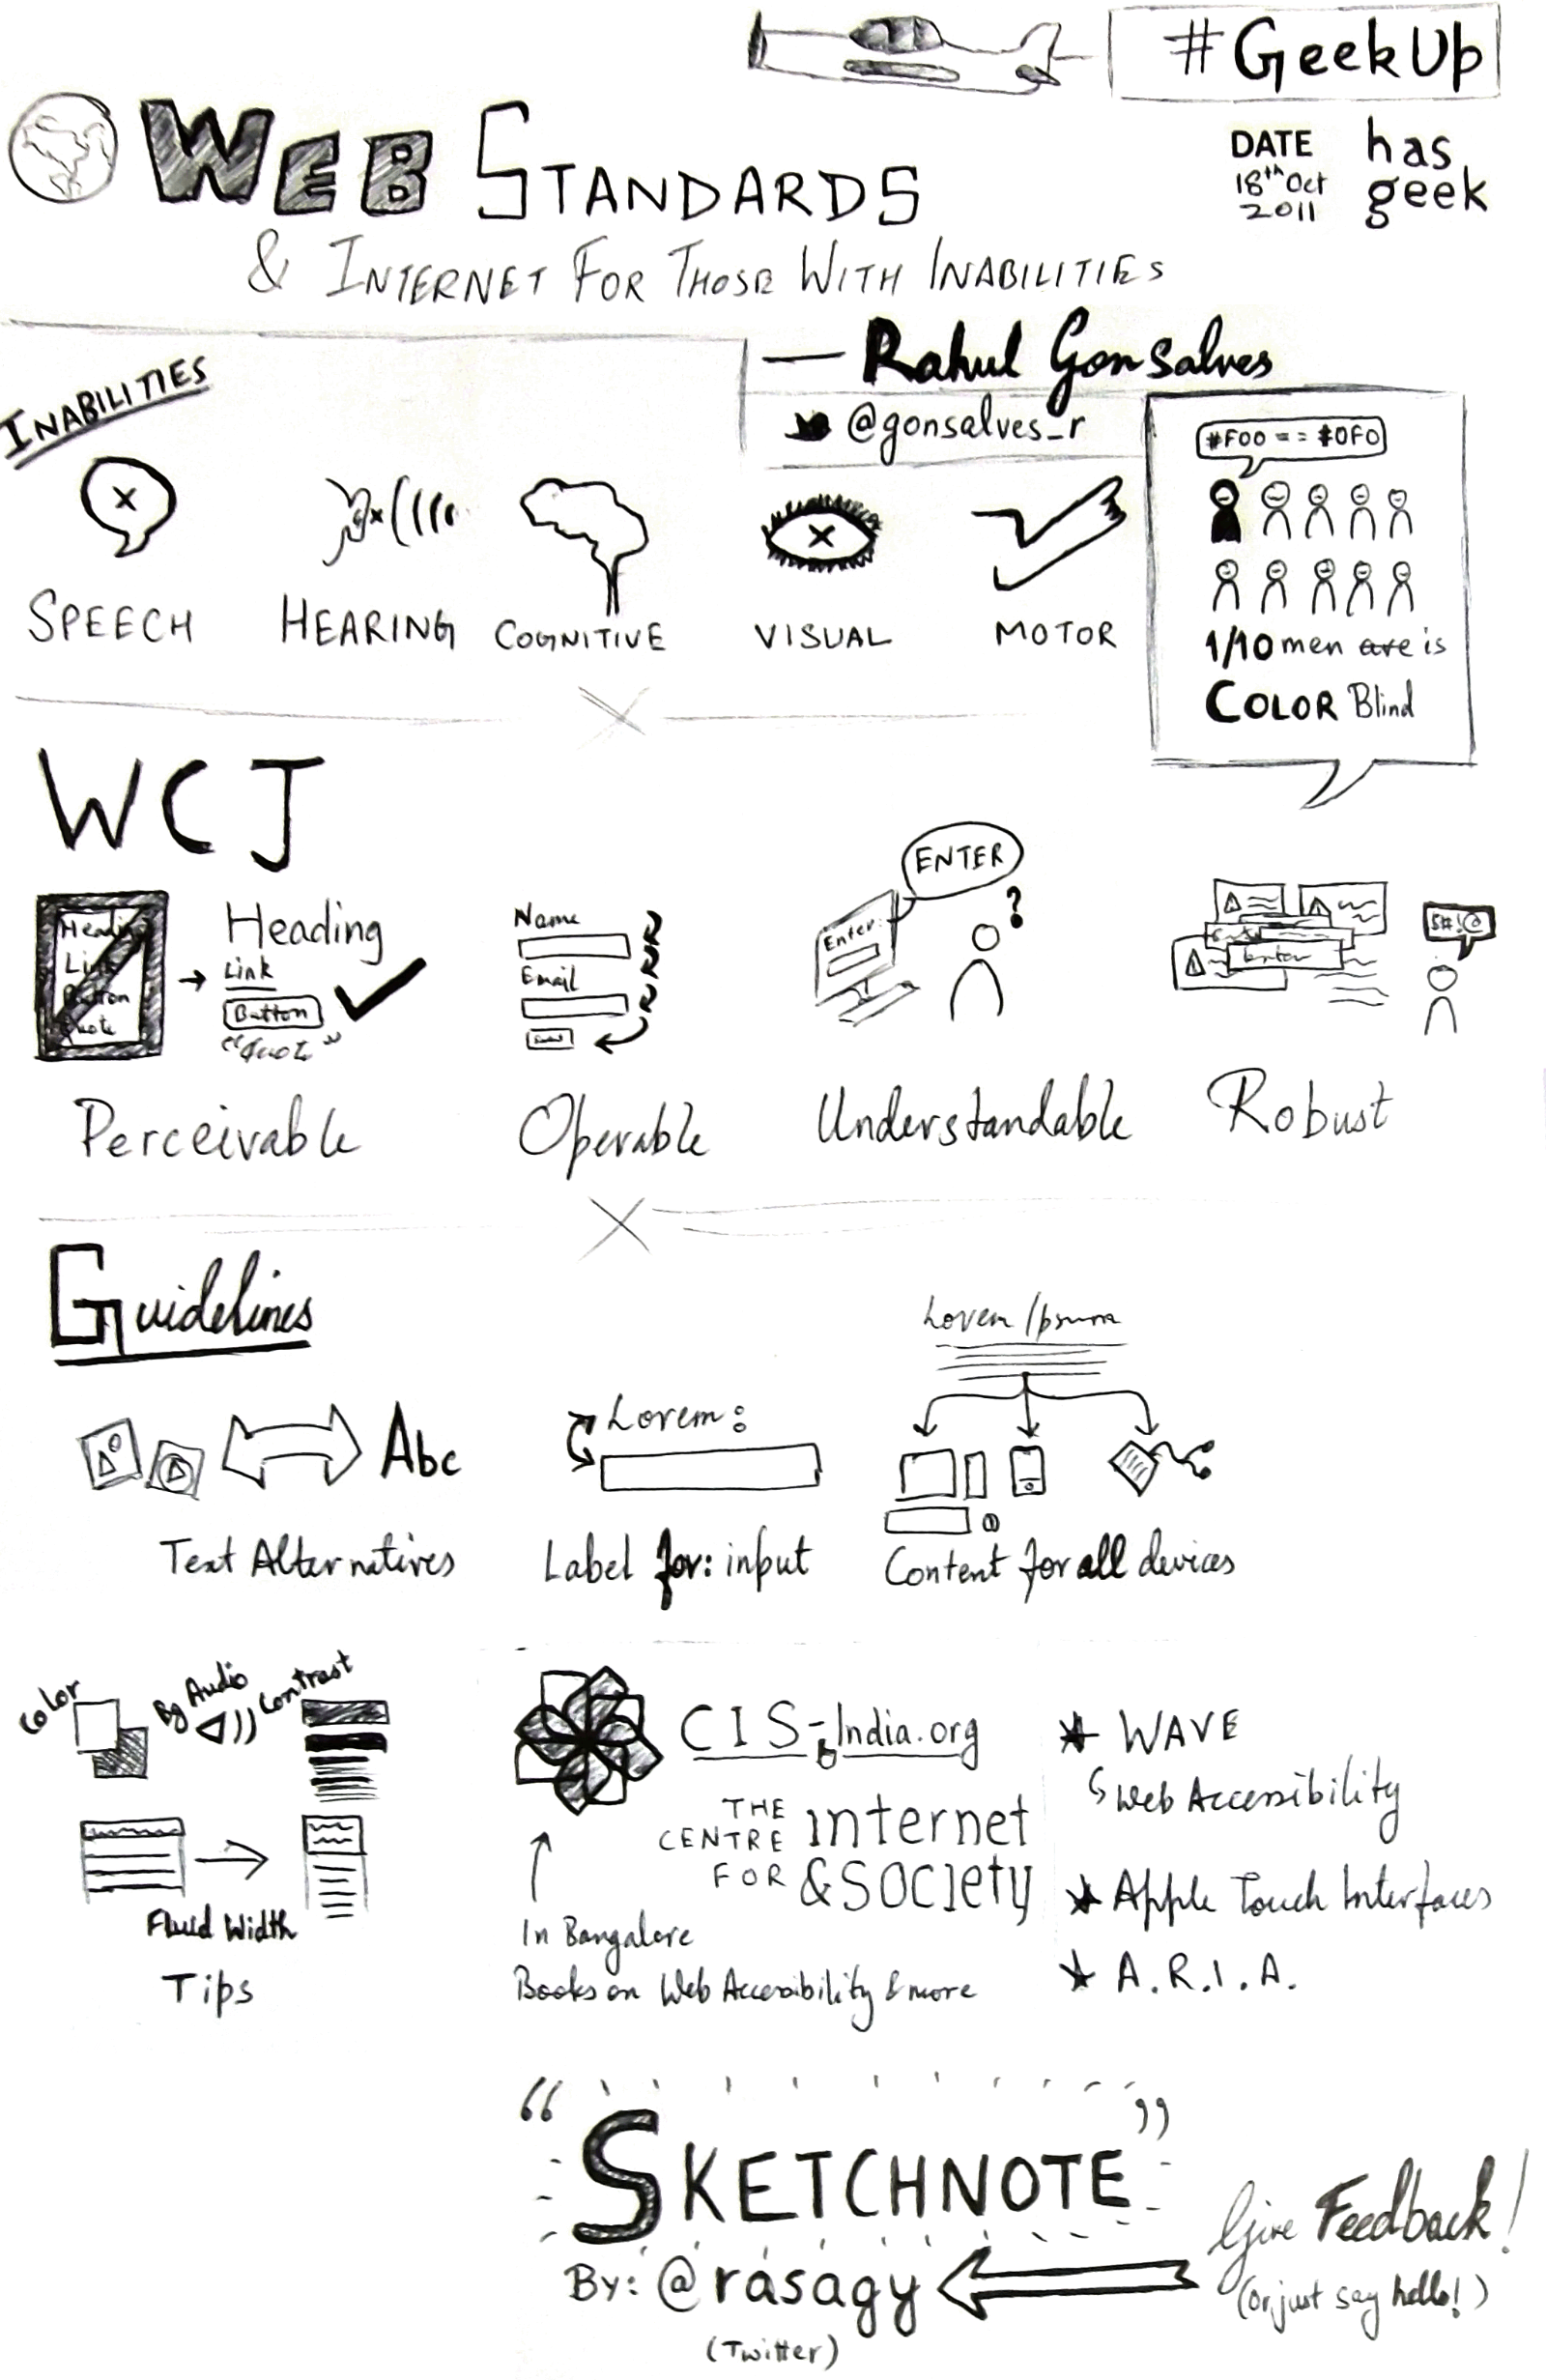 #GeekUp
DATE
18th Oct
2011
has
geek
WEB STANDARDS
& INTERNET FOR THOSE WITH INABILITIES
— Rahul Gonsalves
@gonsalves_r
INABILITIES
SPEECH
HEARING
COGNITIVE
VISUAL
MOTOR
#F00 == #0F0
1/10 men are is
COLOR Blind
WCJ
Heading
Link
Button
Quote
Heading
Link
Button
"Quote"
Perceivable
Name
Email
Operable
ENTER
Enter
?
Understandable
Enter
$#!@
Robust
Guidelines
Abc
Text Alternatives
Lorem:
Label for: input
Lorem Ipsum
Content for all devices
Color
Bg Audio
Contrast
Fluid Width
Tips
CIS-India.org
THE CENTRE FOR
internet
& society
In Bangalore
Books on Web Accessibility & more
★ WAVE
Web Accessibility
★ Apple Touch Interfaces
★ A.R.I.A.
"SKETCHNOTE"
By: @rasagy
(Twitter)
Give Feedback!
(Or just say hello!)